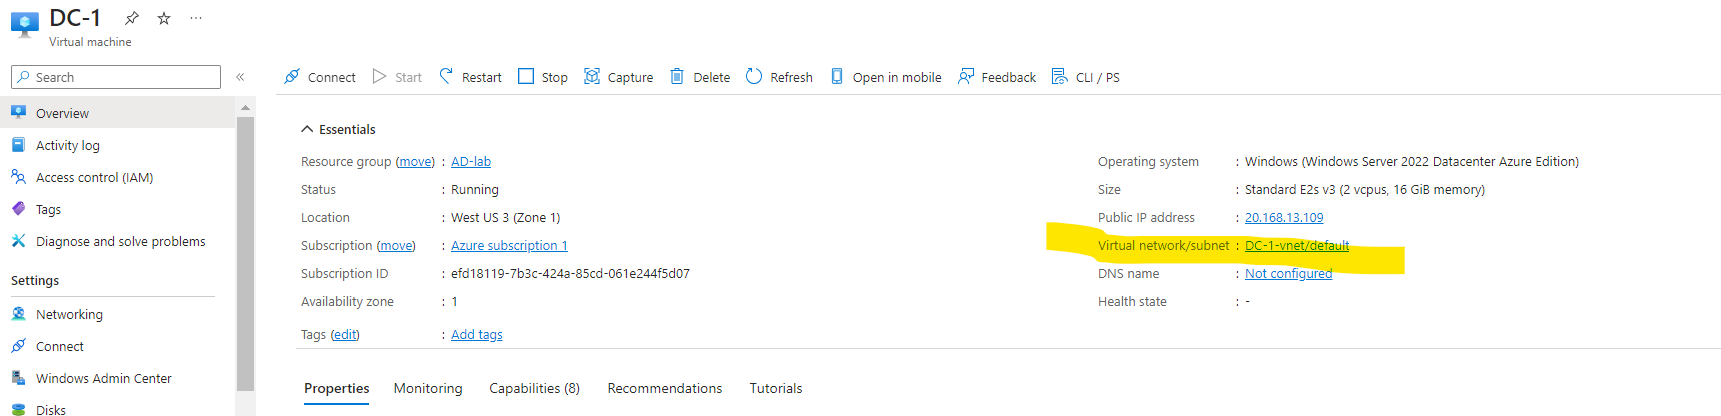 DC-1
Virtual machine
Search
Connect Start Restart Stop Capture Delete Refresh Open in mobile Feedback CLI / PS
Overview
Activity log
Access control (IAM)
Tags
Diagnose and solve problems
Settings
Networking
Connect
Windows Admin Center
Disks
Essentials
Resource group (move) : AD-lab
Status : Running
Location : West US 3 (Zone 1)
Subscription (move) : Azure subscription 1
Subscription ID : efd18119-7b3c-424a-85cd-061e244f5d07
Availability zone : 1
Tags (edit) : Add tags
Operating system : Windows (Windows Server 2022 Datacenter Azure Edition)
Size : Standard E2s v3 (2 vcpus, 16 GiB memory)
Public IP address : 20.168.13.109
Virtual network/subnet : DC-1-vnet/default
DNS name : Not configured
Health state : -
Properties Monitoring Capabilities (8) Recommendations Tutorials